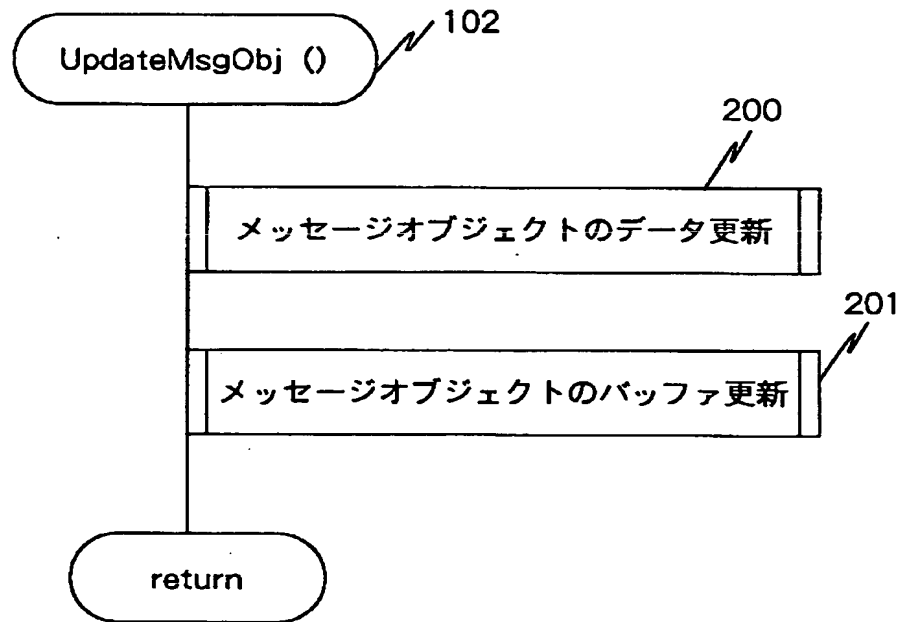 UpdateMsgObj ()
102
200
メッセージオブジェクトのデータ更新
201
メッセージオブジェクトのバッファ更新
return